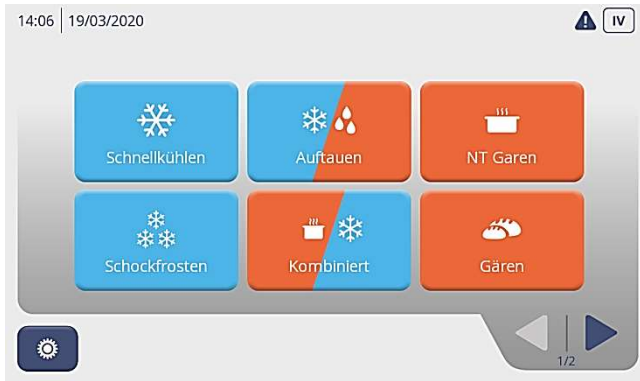 14:06 19/03/2020
IV
Schnellkühlen
Auftauen
NT Garen
Schockfrosten
Kombiniert
Gären
1/2